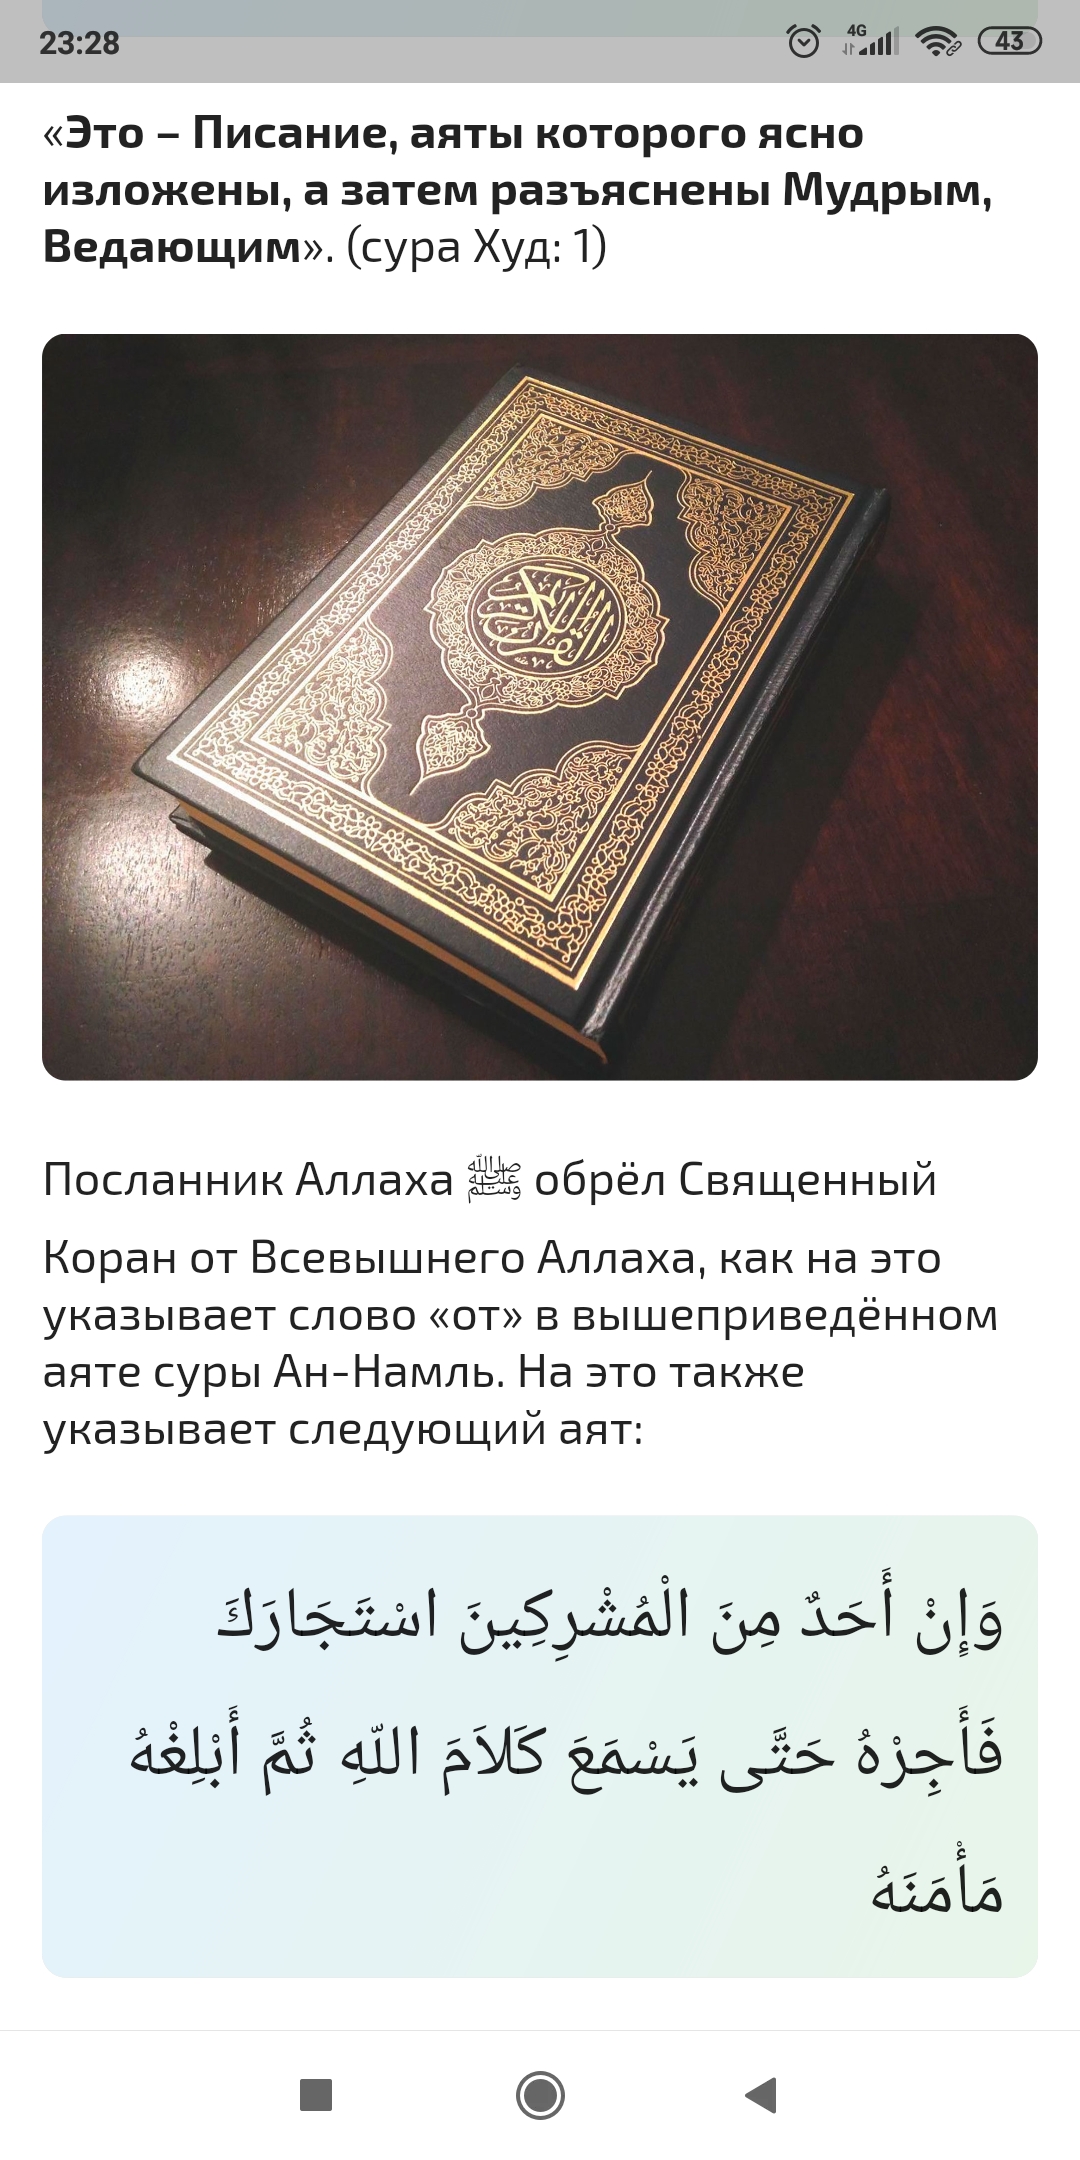 23:28
4G
43
«Это – Писание, аяты которого ясно
изложены, а затем разъяснены Мудрым,
Ведающим». (сура Худ: 1)
القرآن الكريم
Посланник Аллаха ﷺ обрёл Священный
Коран от Всевышнего Аллаха, как на это
указывает слово «от» в вышеприведённом
аяте суры Ан-Намль. На это также
указывает следующий аят:
وَإِنْ أَحَدٌ مِنَ الْمُشْرِكِينَ اسْتَجَارَكَ
فَأَجِرْهُ حَتَّى يَسْمَعَ كَلاَمَ اللّهِ ثُمَّ أَبْلِغْهُ
مَأْمَنَهُ